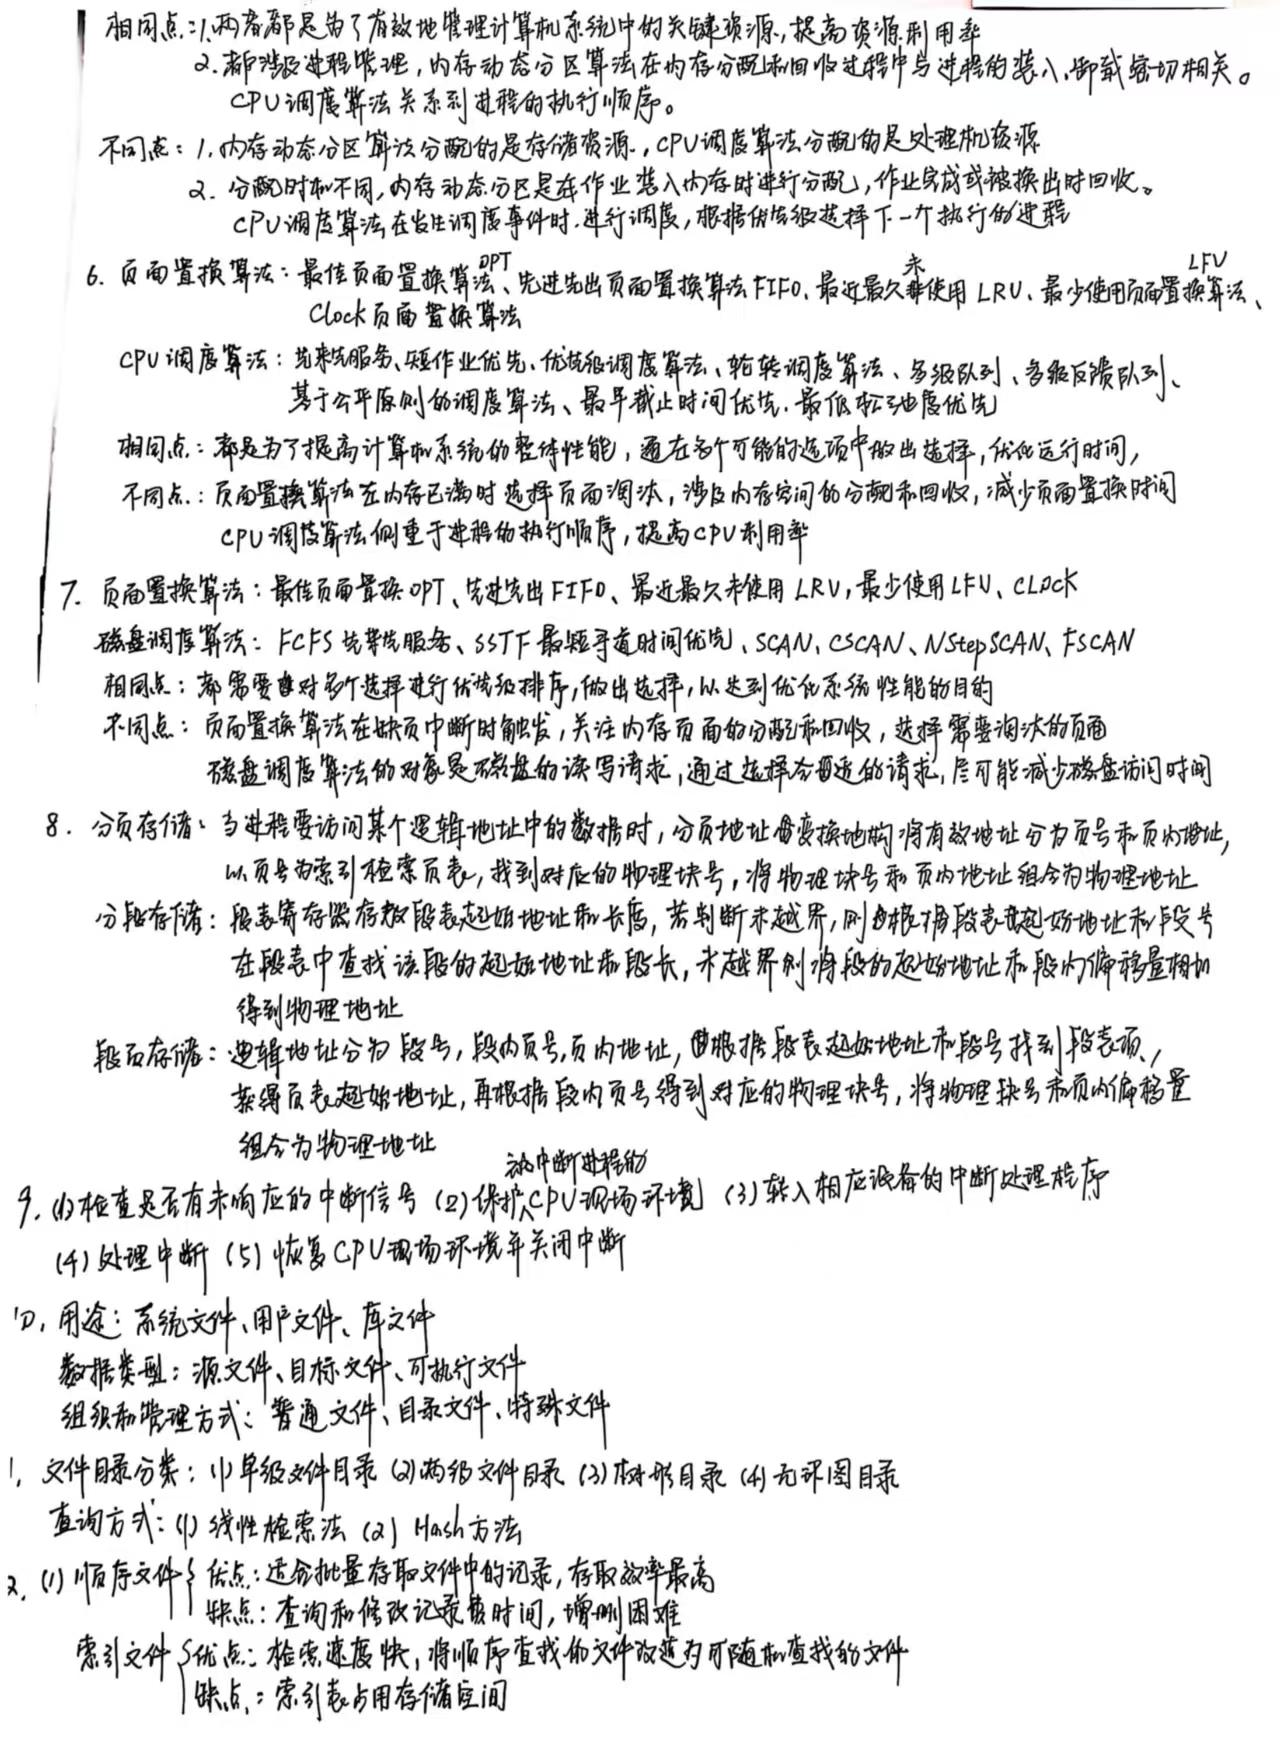 相同点:1.两者都是为了有效地管理计算机系统中的关键资源,提高资源利用率
2.都涉及进程管理,内存动态分区算法在内存分配和回收过程中与进程的装入、卸载密切相关。
CPU调度算法关系到进程的执行顺序。
不同点:1.内存动态分区算法分配的是存储资源,CPU调度算法分配的是处理机资源
2.分配时机不同,内存动态分区是在作业装入内存时进行分配,作业完成或被换出时回收。
CPU调度算法在发生调度事件时.进行调度,根据优先级选择下一个执行的进程
6.页面置换算法:最佳页面置换算法OPT、先进先出页面置换算法FIFO、最近最久未使用LRU、最少使用页面置换算法LFU、
Clock页面置换算法
CPU调度算法:先来先服务、短作业优先、优先级调度算法、轮转调度算法、多级队列、多级反馈队列、
基于公平原则的调度算法、最早截止时间优先.最低松弛度优先
相同点:都是为了提高计算机系统的整体性能,通在多个可能的选项中做出选择,优化运行时间,
不同点:页面置换算法在内存已满时选择页面淘汰,涉及内存空间的分配和回收,减少页面置换时间
CPU调度算法侧重于进程的执行顺序,提高CPU利用率
7.页面置换算法:最佳页面置换OPT、先进先出FIFO、最近最久未使用LRU,最少使用LFU、CLOCK
磁盘调度算法:FCFS先来先服务、SSTF最短寻道时间优先、SCAN、CSCAN、NStepSCAN、FSCAN
相同点:都需要对多个选择进行优先级排序,做出选择,以达到优化系统性能的目的
不同点:页面置换算法在缺页中断时触发,关注内存页面的分配和回收,选择需要淘汰的页面
磁盘调度算法的对象是磁盘的读写请求,通过选择合适的请求,尽可能减少磁盘访问时间
8.分页存储:当进程要访问某个逻辑地址中的数据时,分页地址变换地构将有效地址分为页号和页内地址,
以页号为索引检索页表,找到对应的物理块号,将物理块号和页内地址组合为物理地址
分段存储:段表寄存器存放段表起始地址和长度,若判断未越界,则根据段表起始地址和段号
在段表中查找该段的起始地址和段长,未越界则将段的起始地址和段内偏移量相加
得到物理地址
段页存储:逻辑地址分为段号,段内页号,页内地址,根据段表起始地址和段号找到段表项,
获得页表起始地址,再根据段内页号得到对应的物理块号,将物理块号和页内偏移量
组合为物理地址
9.(1)检查是否有未响应的中断信号(2)保护被中断进程的CPU现场环境(3)转入相应设备的中断处理程序
(4)处理中断(5)恢复CPU现场环境并关闭中断
10.用途:系统文件、用户文件、库文件
数据类型:源文件、目标文件、可执行文件
组织和管理方式:普通文件、目录文件、特殊文件
1.文件目录分类:(1)单级文件目录(2)两级文件目录(3)树形目录(4)无环图目录
查询方式:(1)线性检索法(2)Hash方法
2.(1)顺序文件{优点:适合批量存取文件中的记录,存取效率最高
缺点:查询和修改记录费时间,增删困难
索引文件{优点:检索速度快,将顺序查找的文件改造为可随机查找的文件
缺点:索引表占用存储空间